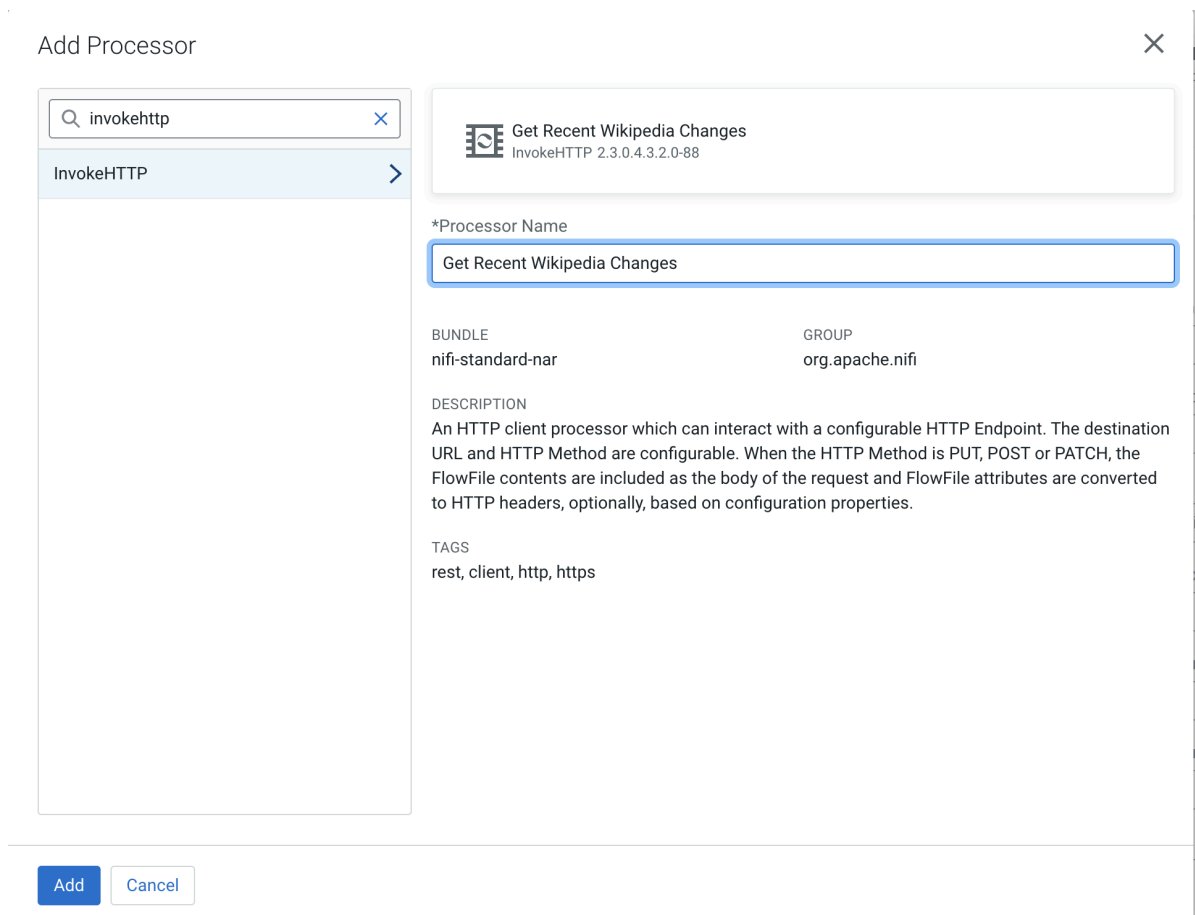 Add Processor
invokehttp
InvokeHTTP
Get Recent Wikipedia Changes
InvokeHTTP 2.3.0.4.3.2.0-88
*Processor Name
Get Recent Wikipedia Changes
BUNDLE
nifi-standard-nar
GROUP
org.apache.nifi
DESCRIPTION
An HTTP client processor which can interact with a configurable HTTP Endpoint. The destination
URL and HTTP Method are configurable. When the HTTP Method is PUT, POST or PATCH, the
FlowFile contents are included as the body of the request and FlowFile attributes are converted
to HTTP headers, optionally, based on configuration properties.
TAGS
rest, client, http, https
Add
Cancel